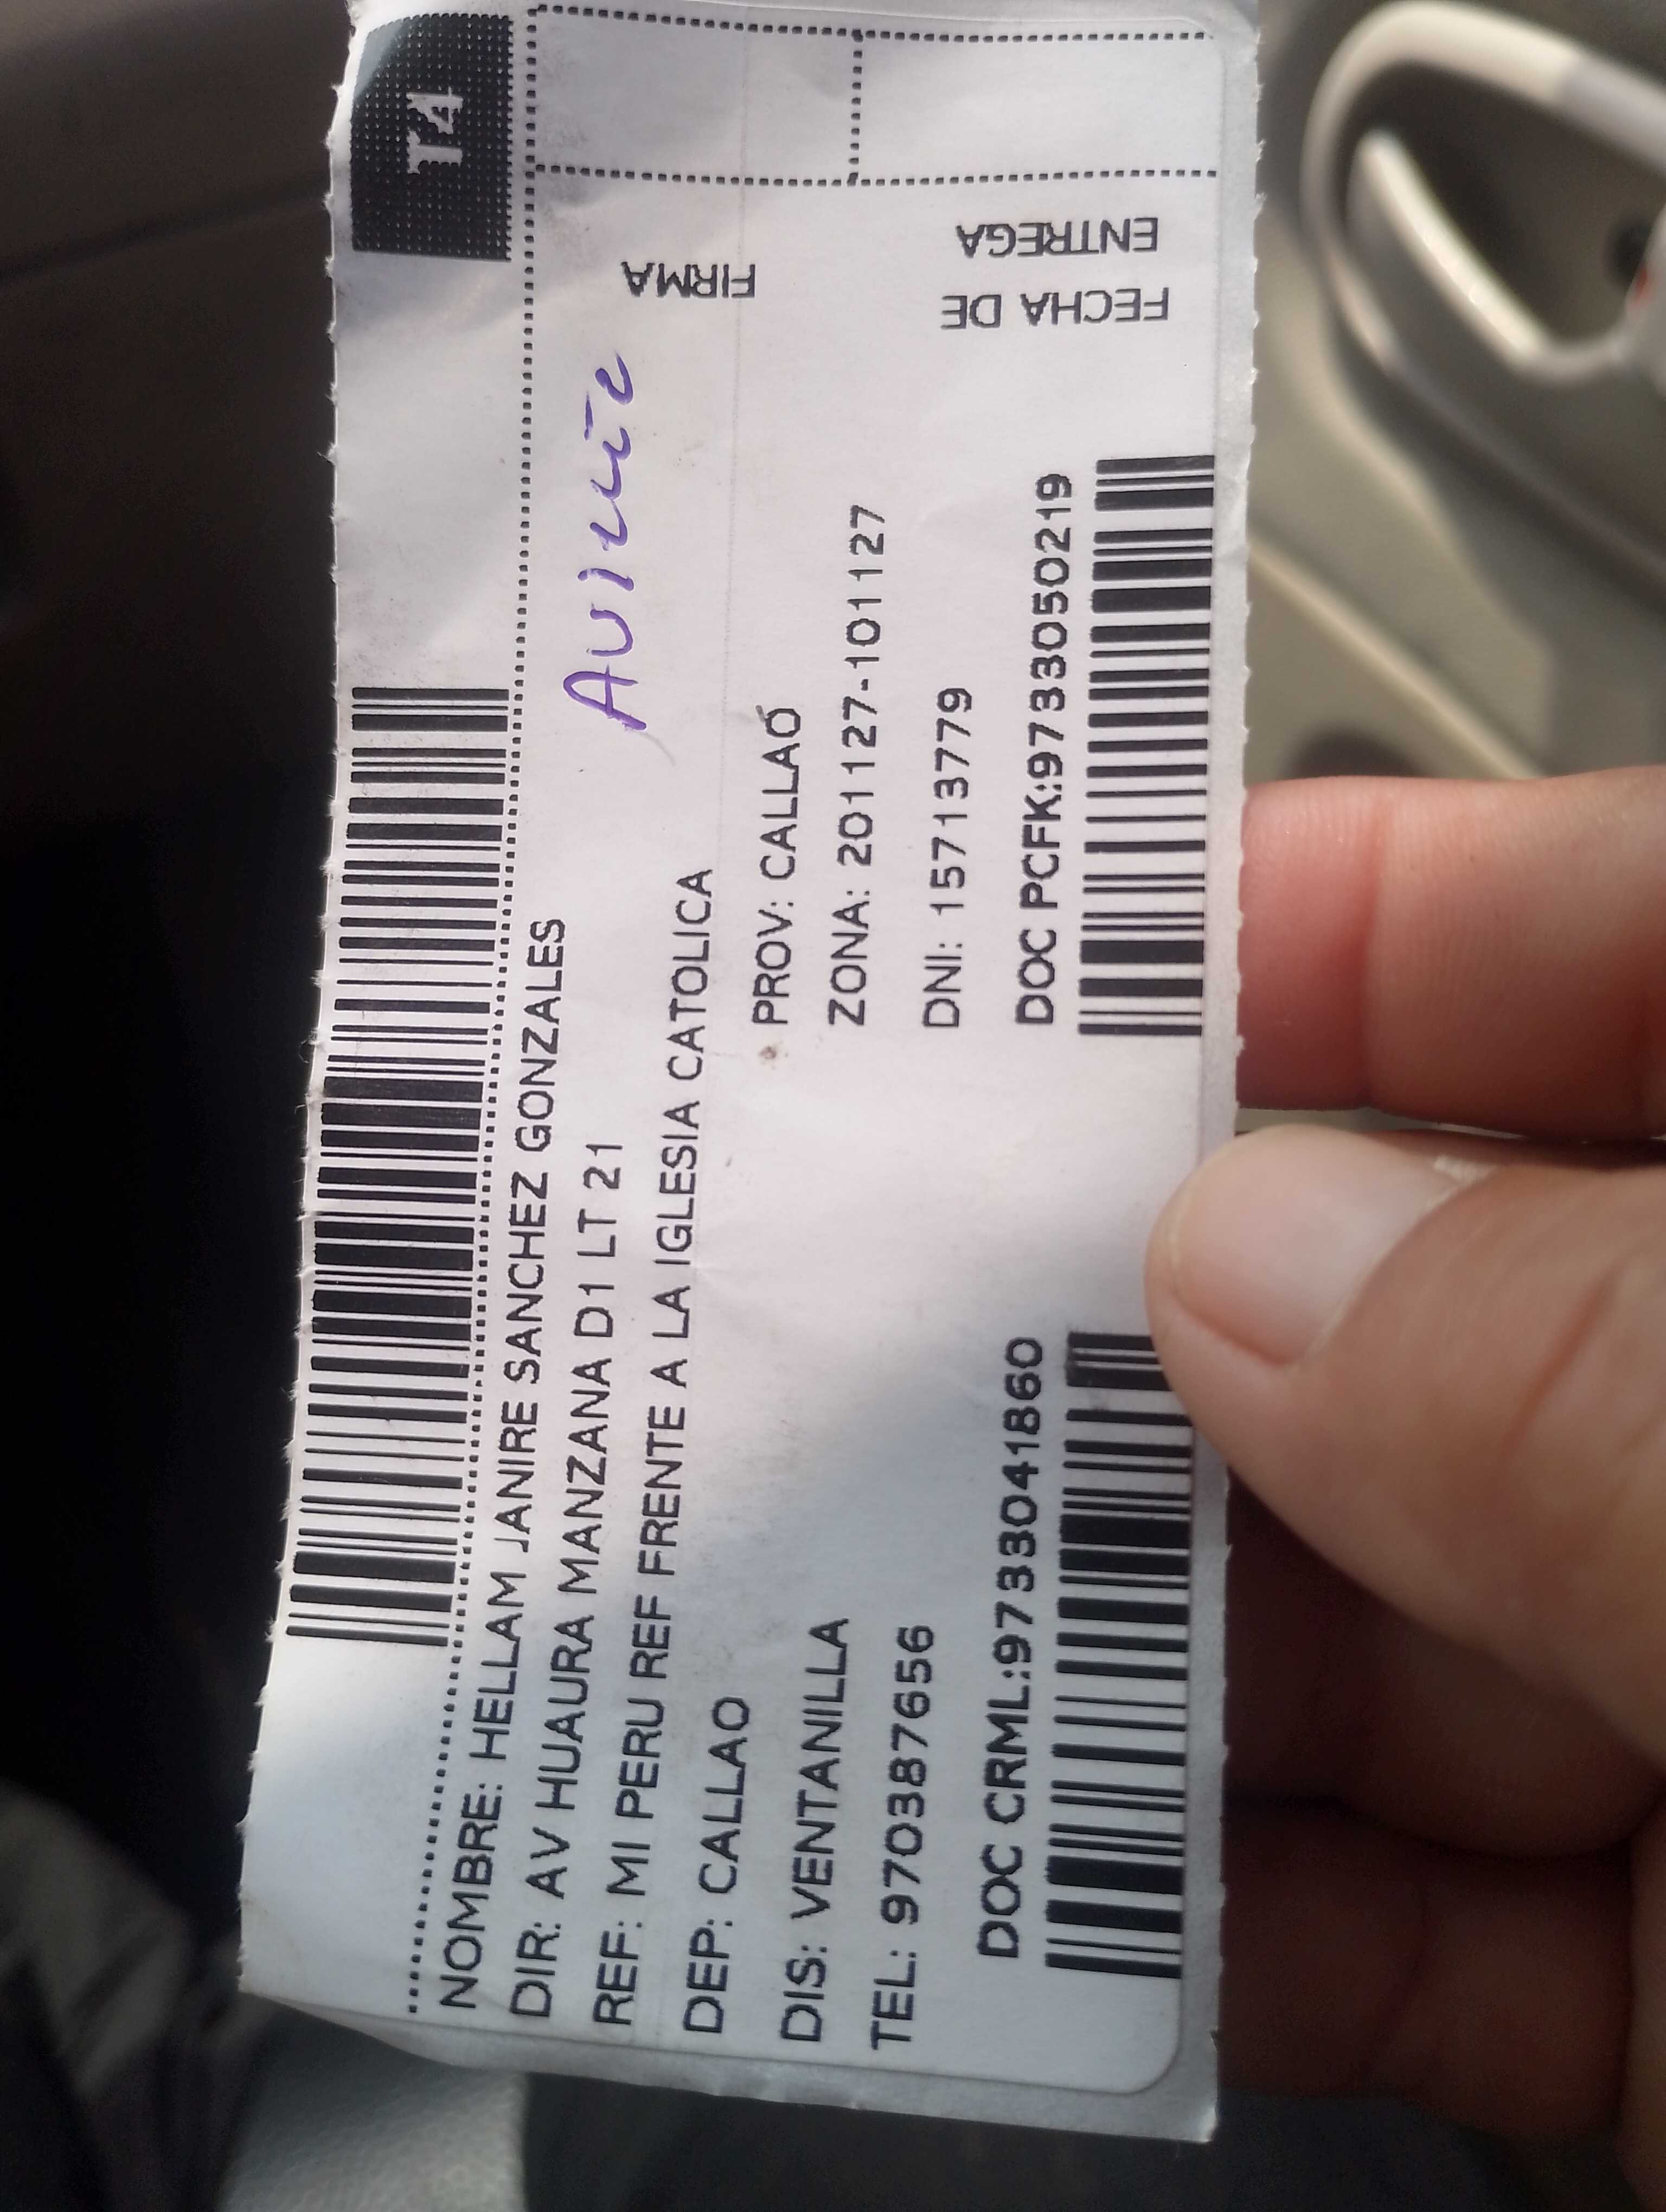 T4
NOMBRE: HELLAM JANIRE SANCHEZ GONZALES
DIR: AV HUAURA MANZANA D1 LT 21
REF: MI PERU REF FRENTE A LA IGLESIA CATOLICA
DEP: CALLAO PROV: CALLAO
DIS: VENTANILLA ZONA: 201127-101127
TEL: 970387656 DNI: 15713779
DOC CRML:9733041860 DOC PCFK:9733050219
FIRMA
FECHA DE
ENTREGA